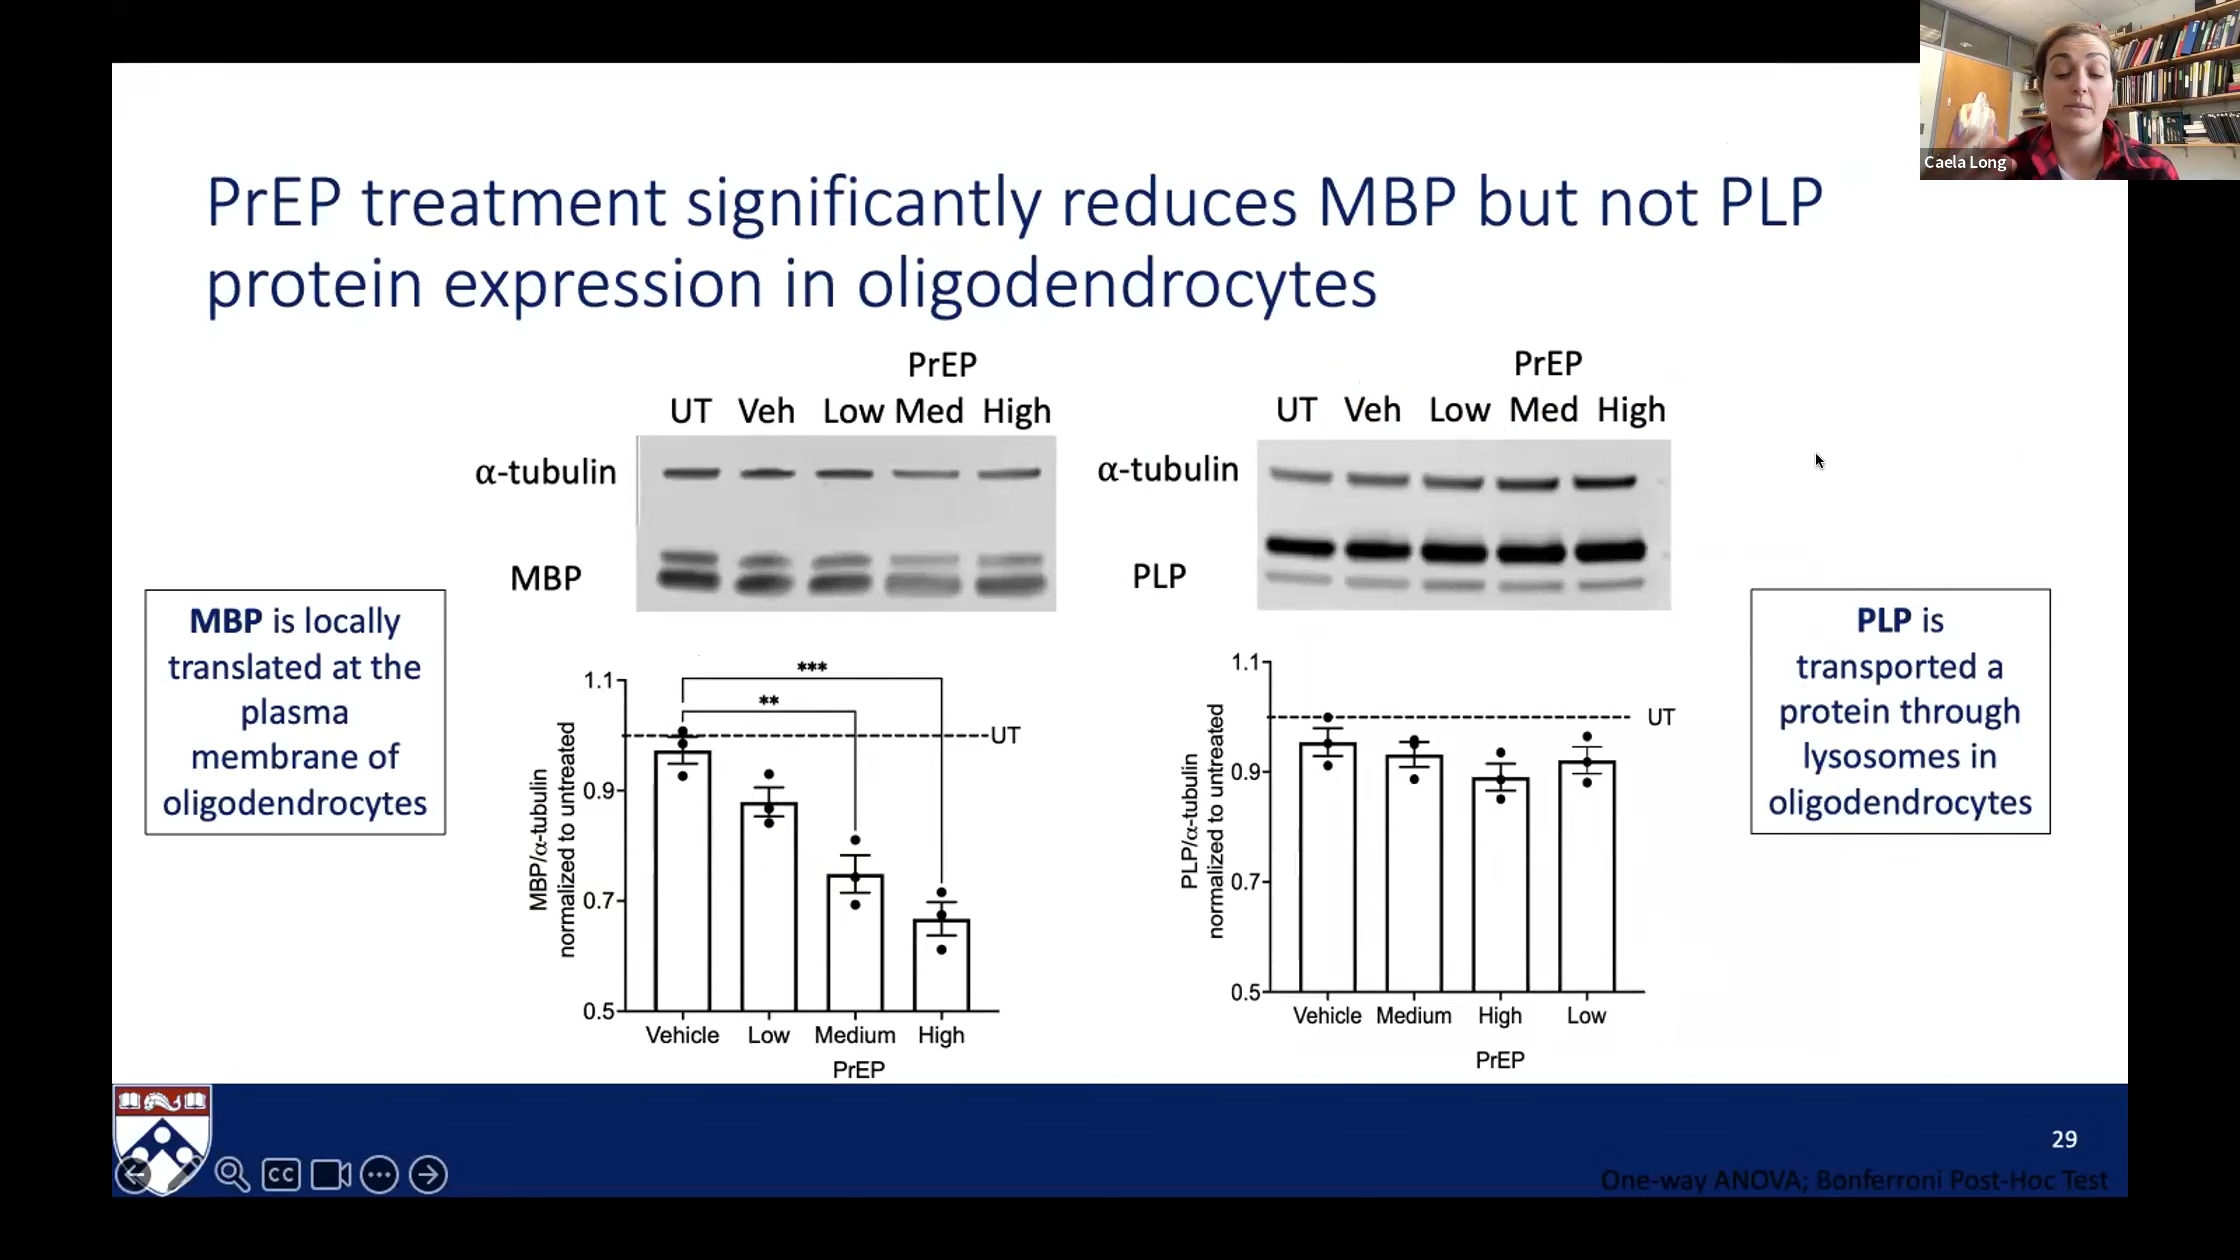 Caela Long
PrEP treatment significantly reduces MBP but not PLP
protein expression in oligodendrocytes
PrEP
UT Veh Low Med High
α-tubulin
MBP
PrEP
UT Veh Low Med High
α-tubulin
PLP
MBP is locally
translated at the
plasma
membrane of
oligodendrocytes
PLP is
transported a
protein through
lysosomes in
oligodendrocytes
MBP/α-tubulin
normalized to untreated
1.1
0.9
0.7
0.5
***
**
UT
Vehicle Low Medium High
PrEP
PLP/α-tubulin
normalized to untreated
1.1
0.9
0.7
0.5
UT
Vehicle Medium High Low
PrEP
29
CC
One-way ANOVA; Bonferroni Post-Hoc Test